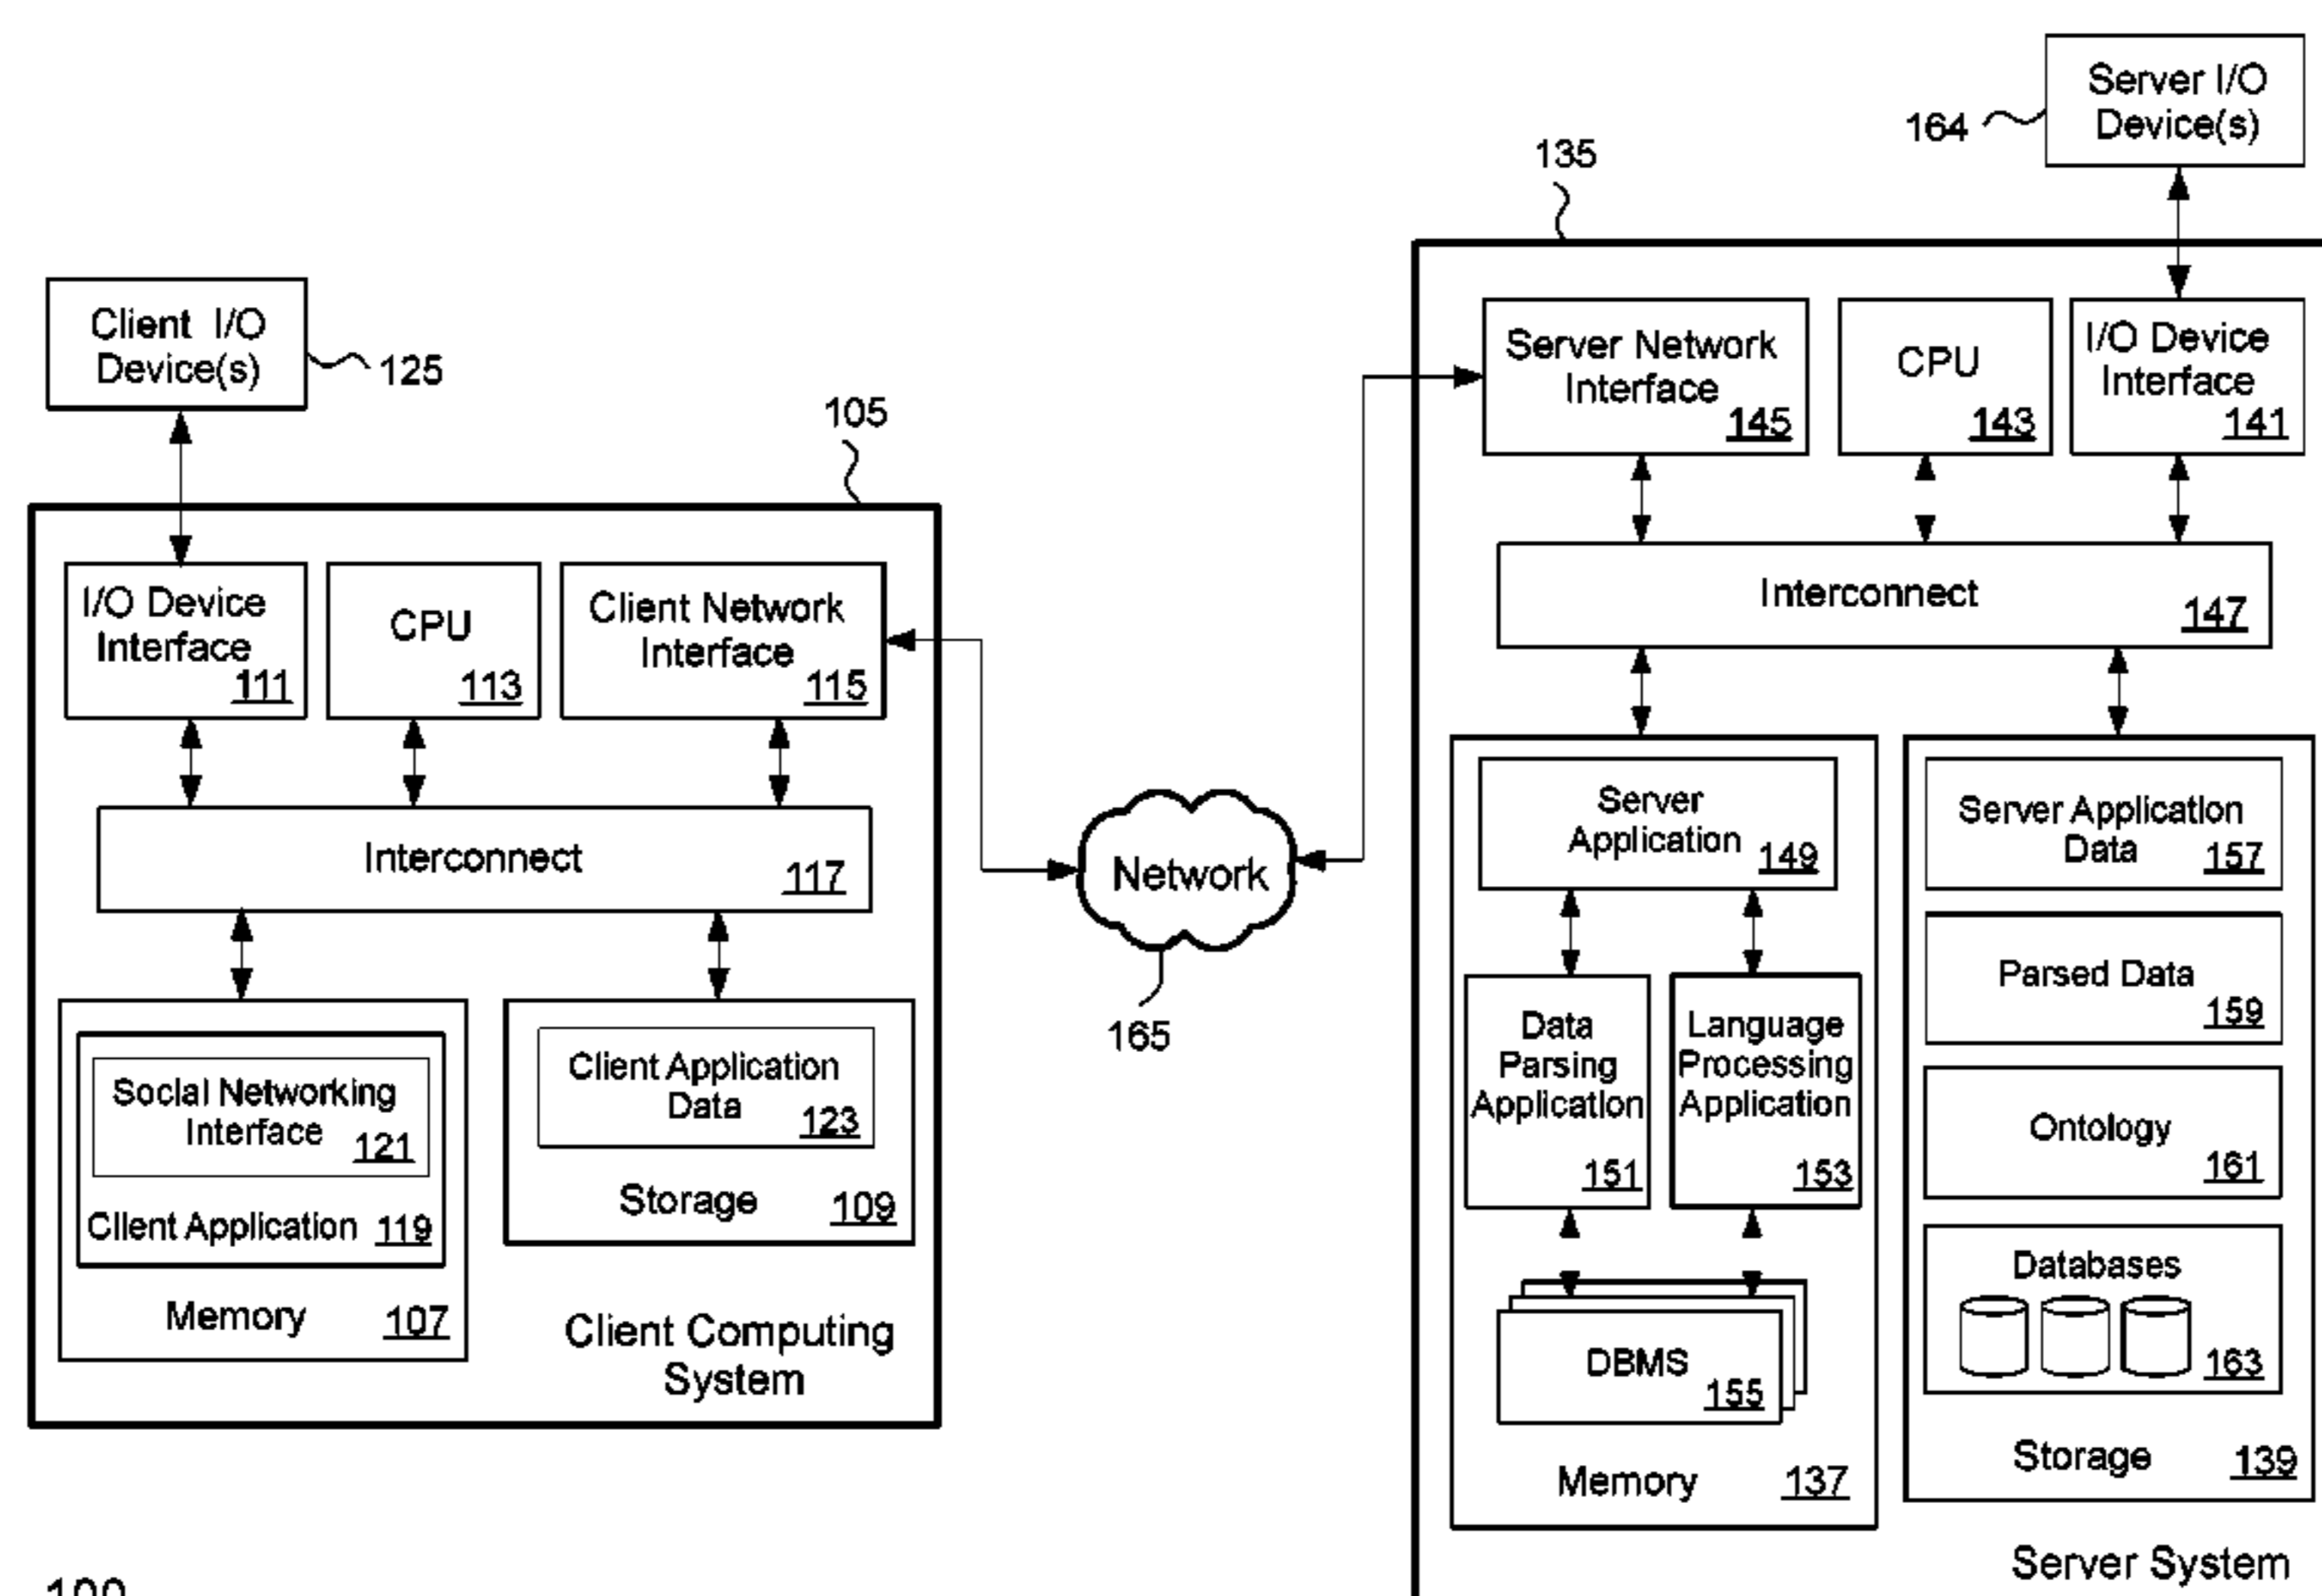 Server I/O
Device(s)
164
135
Client I/O
Device(s)
125
105
Server Network
Interface
145
CPU
143
I/O Device
Interface
141
I/O Device
Interface
111
CPU
113
Client Network
Interface
115
Interconnect
147
Interconnect
117
Network
165
Server
Application 149
Server Application
Data 157
Parsed Data
159
Data
Parsing
Application
151
Language
Processing
Application
153
Social Networking
Interface
121
Client Application 119
Memory 107
Client Application
Data 123
Storage 109
Client Computing
System
Ontology
161
Databases
163
DBMS
155
Memory 137
Storage 139
Server System
100